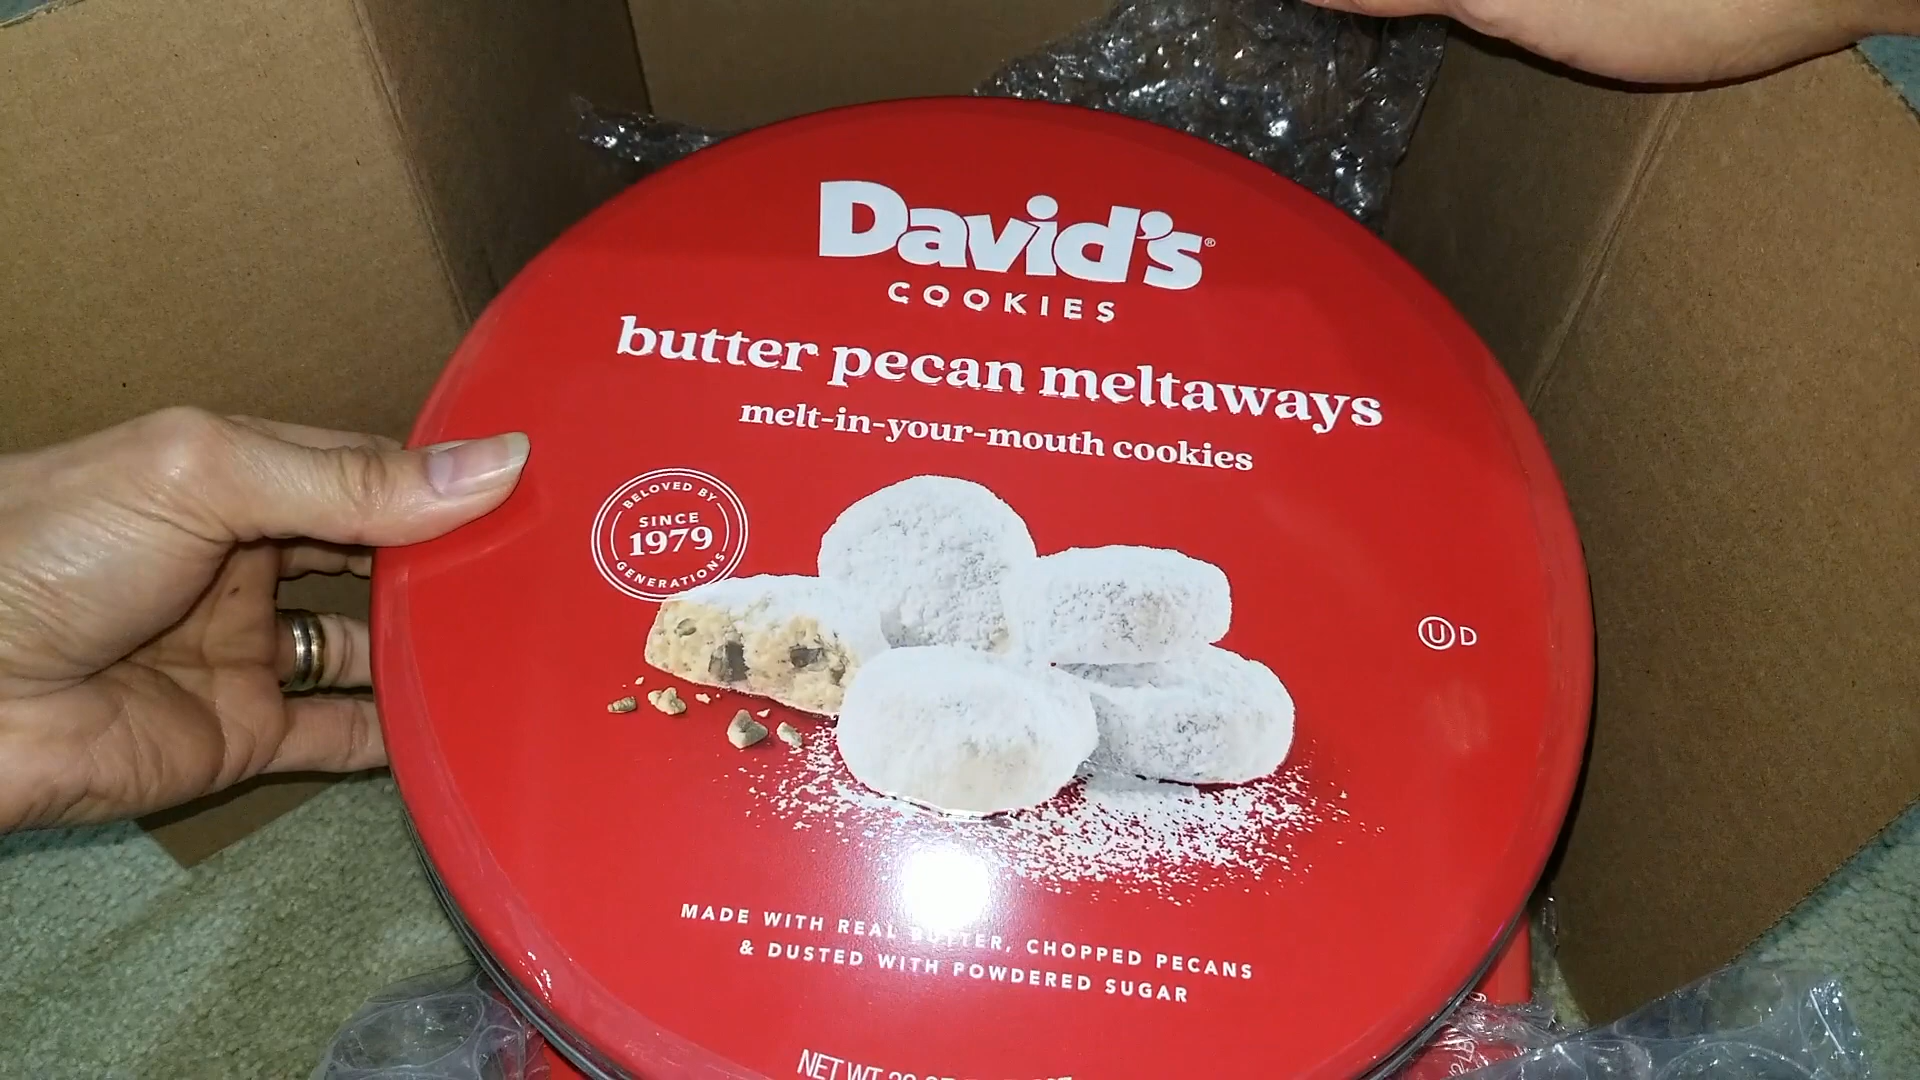 David's®
COOKIES
butter pecan meltaways
melt-in-your-mouth cookies
BELOVED BY
SINCE
1979
GENERATIONS
U D
MADE WITH REAL BUTTER, CHOPPED PECANS
& DUSTED WITH POWDERED SUGAR
NET WT